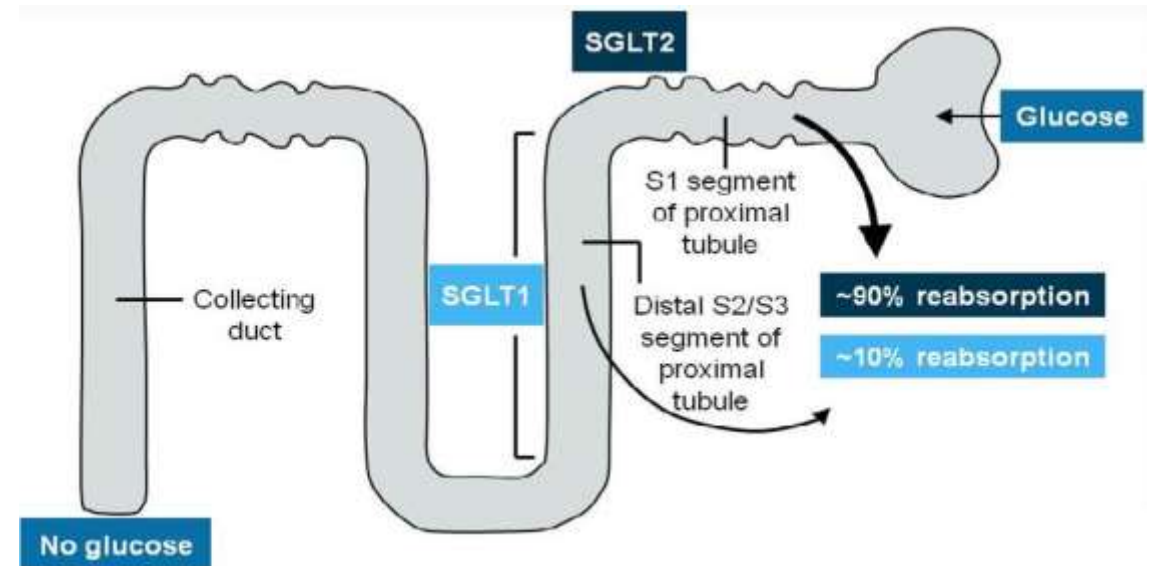 SGLT2
Glucose
S1 segment
of proximal
tubule
SGLT1
Collecting
duct
Distal S2/S3
segment of
proximal
tubule
~90% reabsorption
~10% reabsorption
No glucose